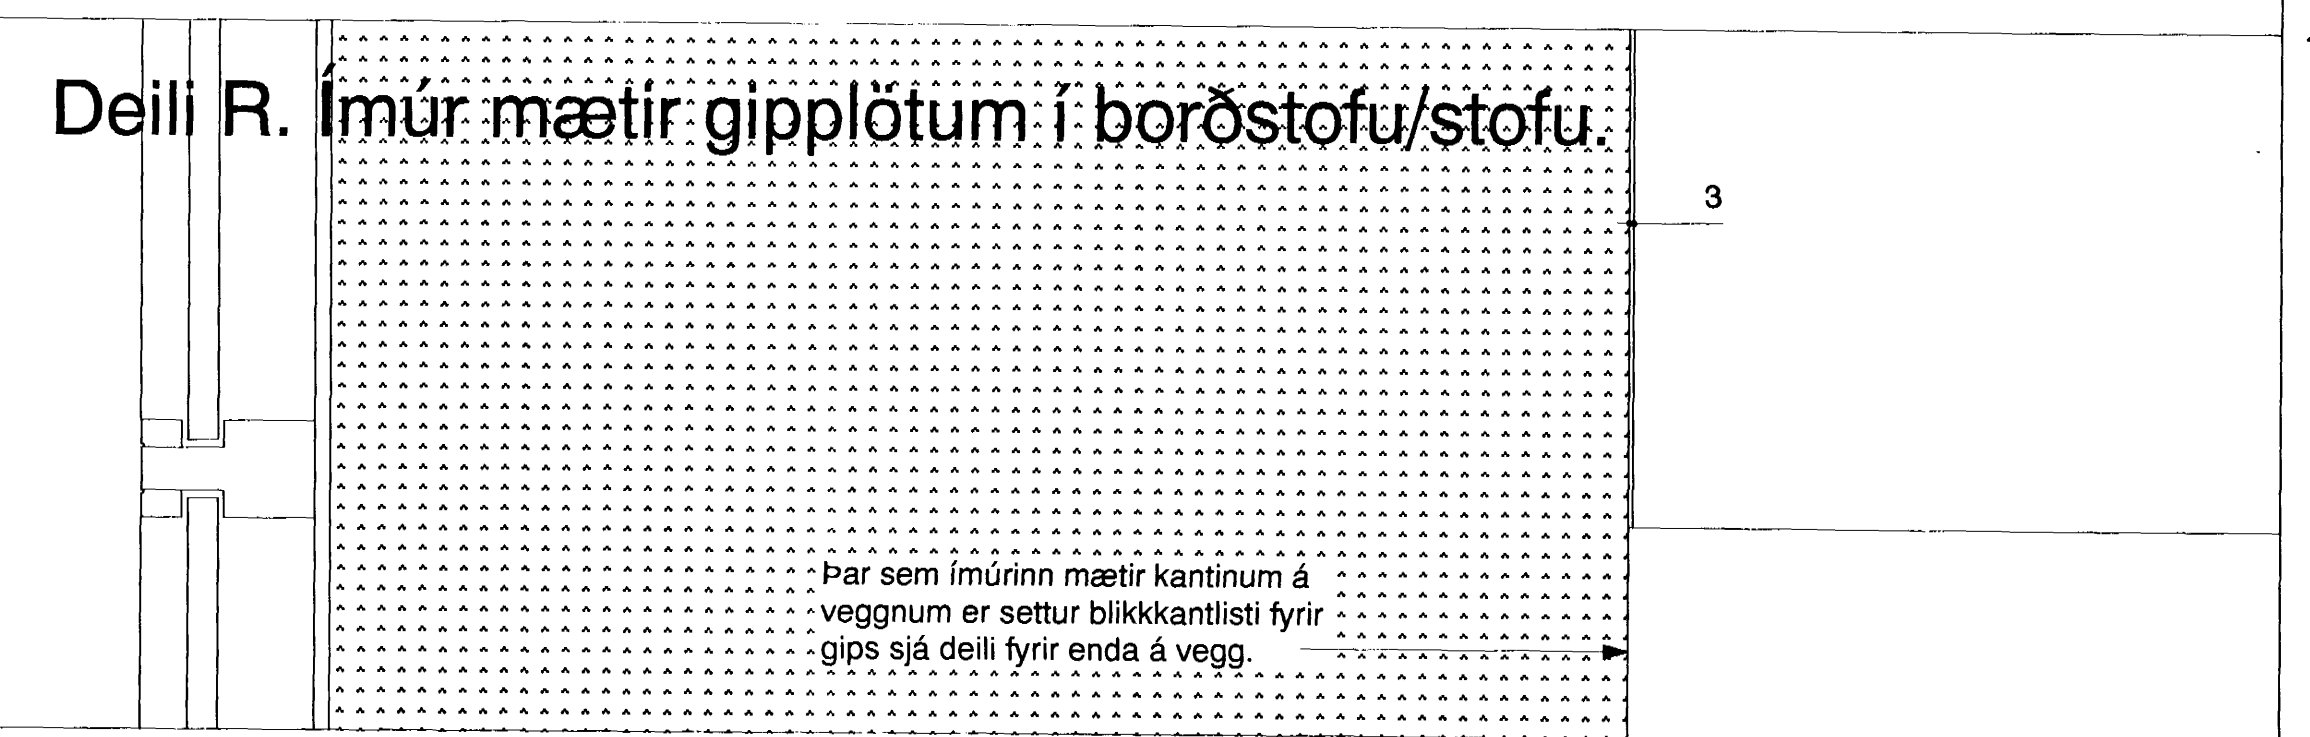 Deili R. Ímúr mætir gipplötum í borðstofu/stofu.
3
Þar sem ímúrinn mætir kantinum á
veggnum er settur blikkkantlisti fyrir
gips sjá deili fyrir enda á vegg.